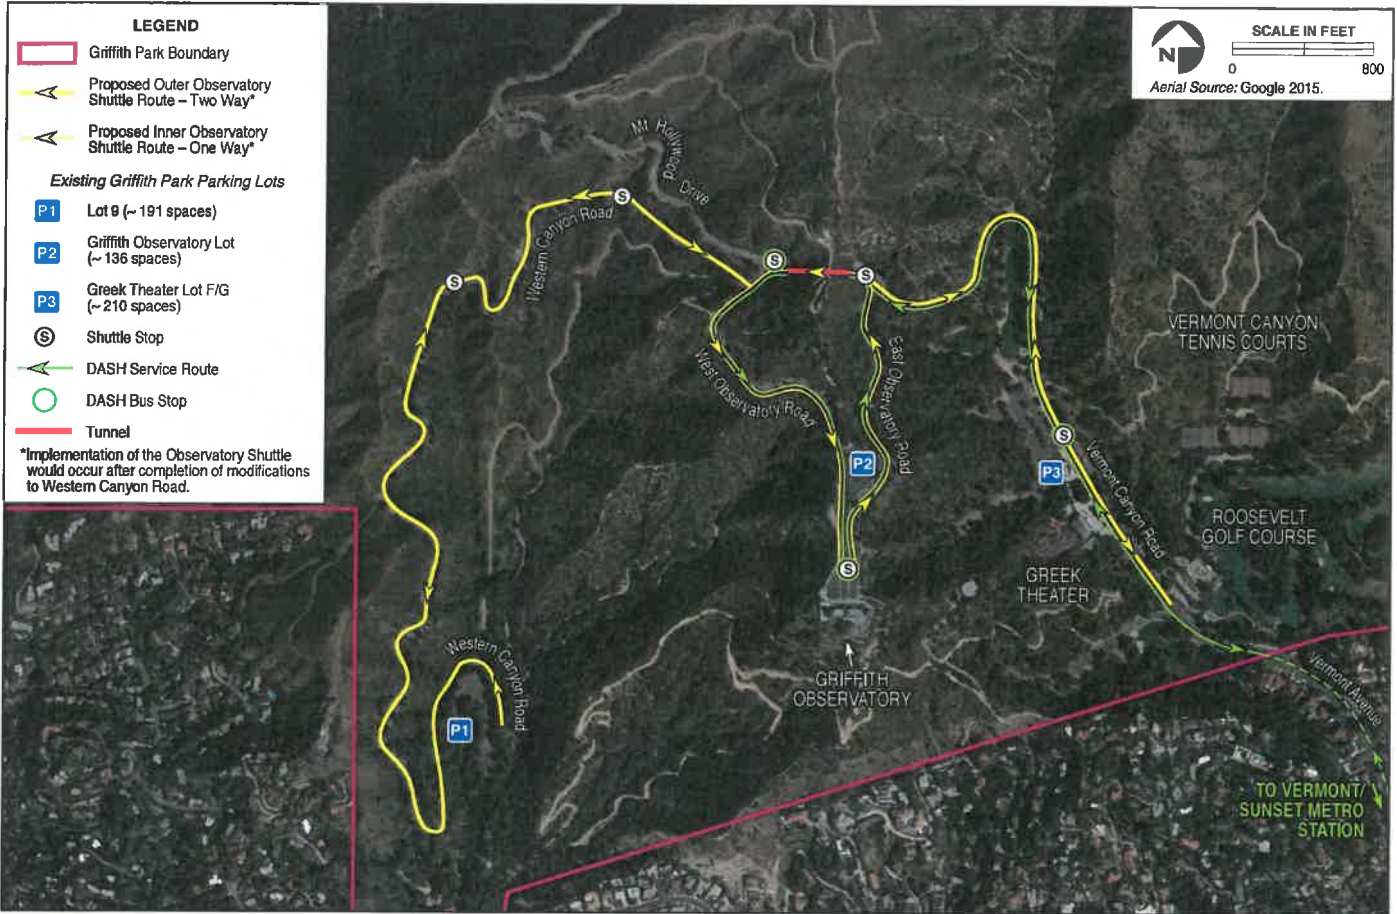 LEGEND
Griffith Park Boundary
Proposed Outer Observatory
Shuttle Route – Two Way*
Proposed Inner Observatory
Shuttle Route – One Way*
Existing Griffith Park Parking Lots
P1
Lot 9 (~ 191 spaces)
P2
Griffith Observatory Lot
(~ 136 spaces)
P3
Greek Theater Lot F/G
(~ 210 spaces)
S
Shuttle Stop
DASH Service Route
DASH Bus Stop
Tunnel
*Implementation of the Observatory Shuttle
would occur after completion of modifications
to Western Canyon Road.
N
SCALE IN FEET
0 800
Aerial Source: Google 2015.
Mt Hollywood
Drive
S
Western Canyon Road
S
S
S
West Observatory Road
East Observatory Road
P2
S
P3
Vermont Canyon Road
VERMONT CANYON
TENNIS COURTS
ROOSEVELT
GOLF COURSE
GREEK
THEATER
S
GRIFFITH
OBSERVATORY
Western Canyon Road
P1
Vermont Avenue
TO VERMONT/
SUNSET METRO
STATION